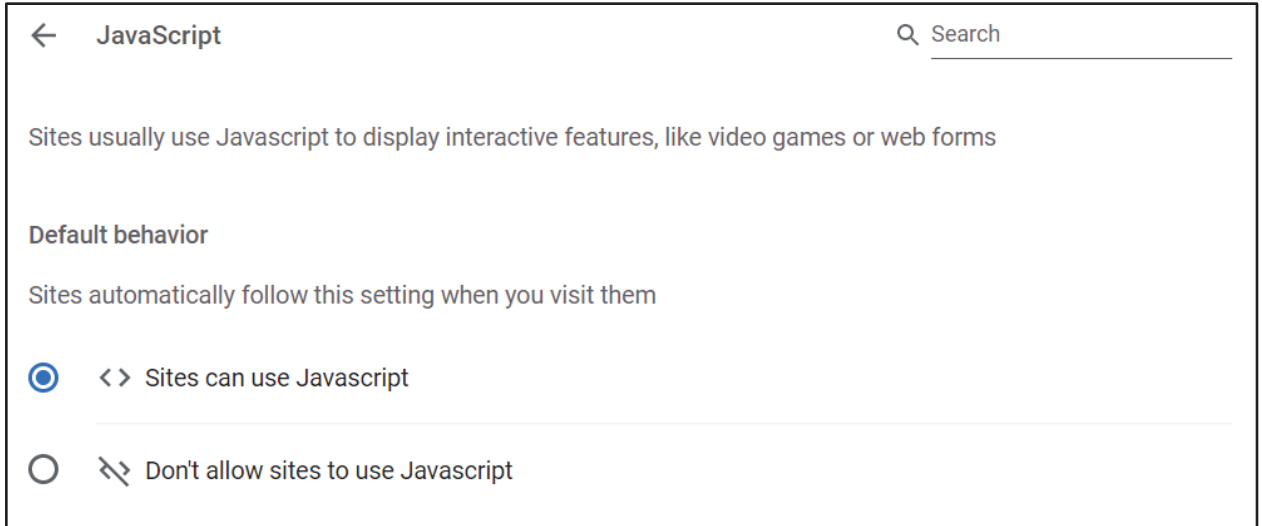 JavaScript
Search
Sites usually use Javascript to display interactive features, like video games or web forms
Default behavior
Sites automatically follow this setting when you visit them
Sites can use Javascript
Don't allow sites to use Javascript